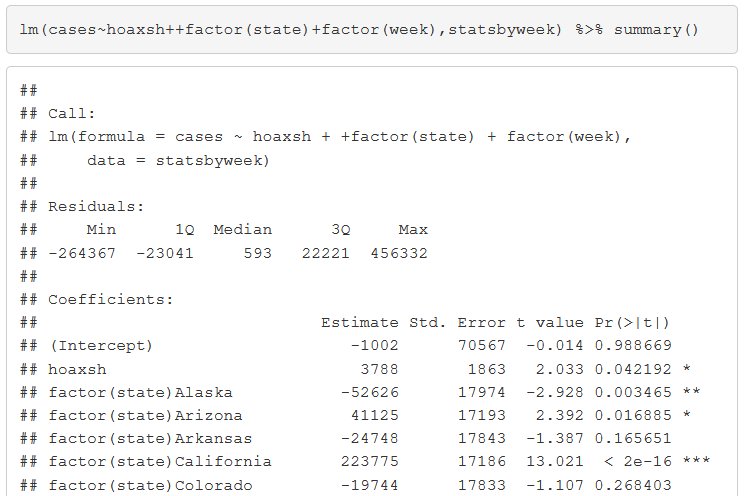 lm(cases~hoaxsh++factor(state)+factor(week),statsbyweek) %>% summary()
##
## Call:
## lm(formula = cases ~ hoaxsh + +factor(state) + factor(week),
##     data = statsbyweek)
##
## Residuals:
##     Min      1Q  Median      3Q     Max
## -264367  -23041     593   22221  456332
##
## Coefficients:
##                              Estimate Std. Error t value Pr(>|t|)
## (Intercept)                     -1002      70567  -0.014 0.988669
## hoaxsh                           3788       1863   2.033 0.042192 *
## factor(state)Alaska            -52626      17974  -2.928 0.003465 **
## factor(state)Arizona            41125      17193   2.392 0.016885 *
## factor(state)Arkansas          -24748      17843  -1.387 0.165651
## factor(state)California        223775      17186  13.021  < 2e-16 ***
## factor(state)Colorado          -19744      17833  -1.107 0.268403